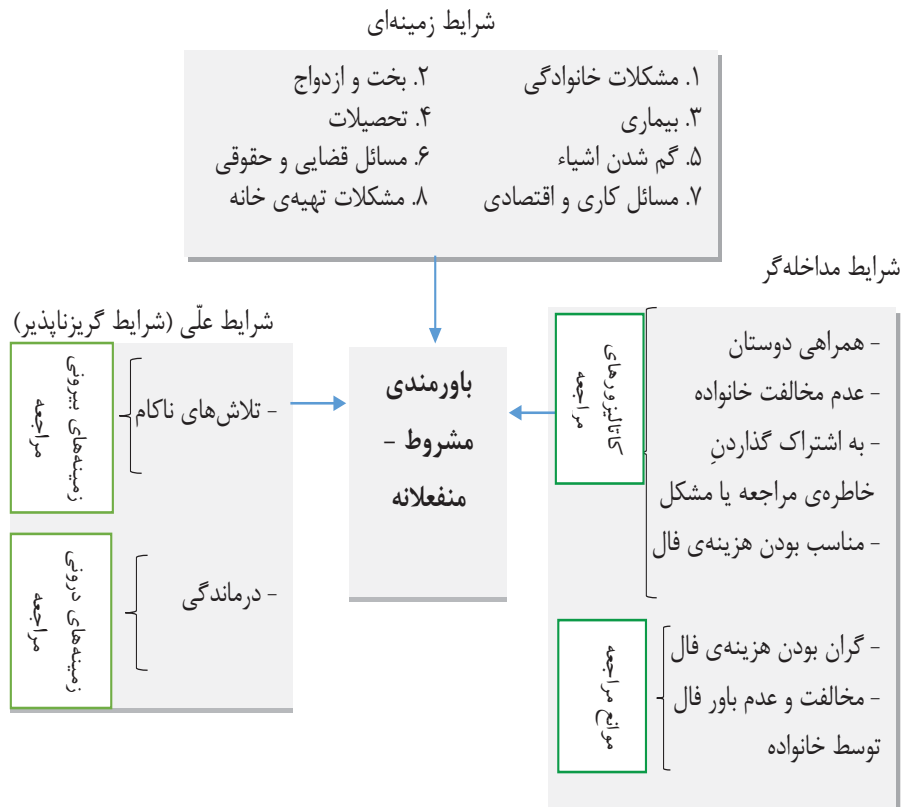 شرایط زمینه‌ای
۱. مشکلات خانوادگی ۲. بخت و ازدواج
۳. بیماری ۴. تحصیلات
۵. گم شدن اشیاء ۶. مسائل قضایی و حقوقی
۷. مسائل کاری و اقتصادی ۸. مشکلات تهیه‌ی خانه
شرایط مداخله‌گر
کاتالیزورهای
مراجعه
- همراهی دوستان
- عدم مخالفت خانواده
- به اشتراک گذاردنِ
خاطره‌ی مراجعه یا مشکل
- مناسب بودن هزینه‌ی فال
موانع مراجعه
- گران بودن هزینه‌ی فال
- مخالفت و عدم باور فال
توسط خانواده
باورمندی
مشروط -
منفعلانه
شرایط علّی (شرایط گریزناپذیر)
- تلاش‌های ناکام
زمینه‌های بیرونی
مراجعه
- درماندگی
زمینه‌های درونی
مراجعه